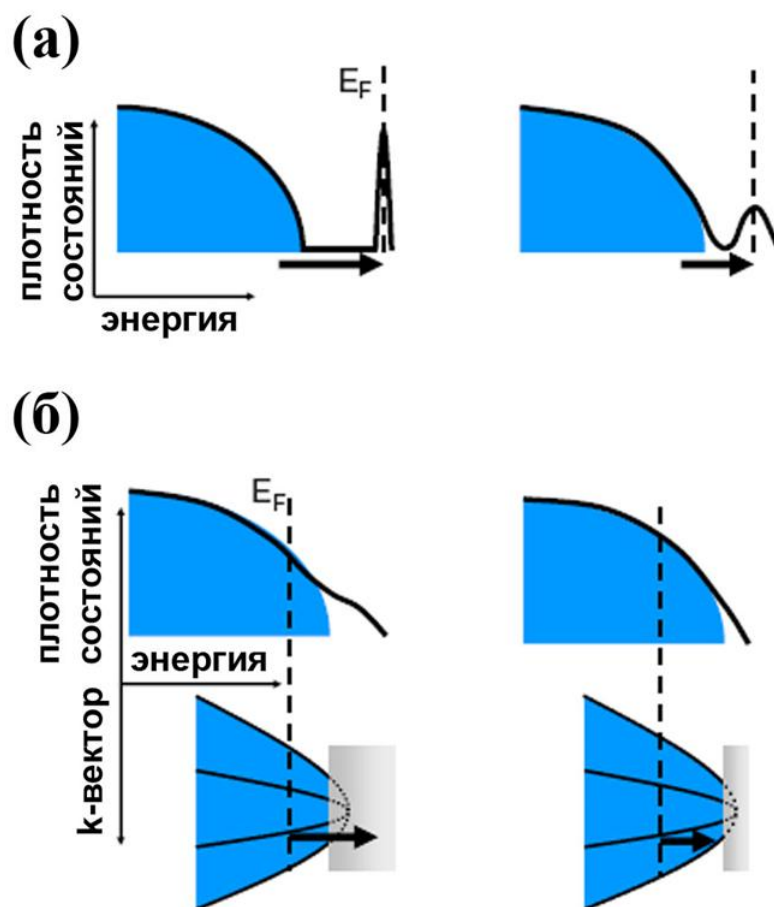 (а)
E_F
плотность
состояний
энергия
(б)
E_F
плотность
состояний
энергия
k-вектор